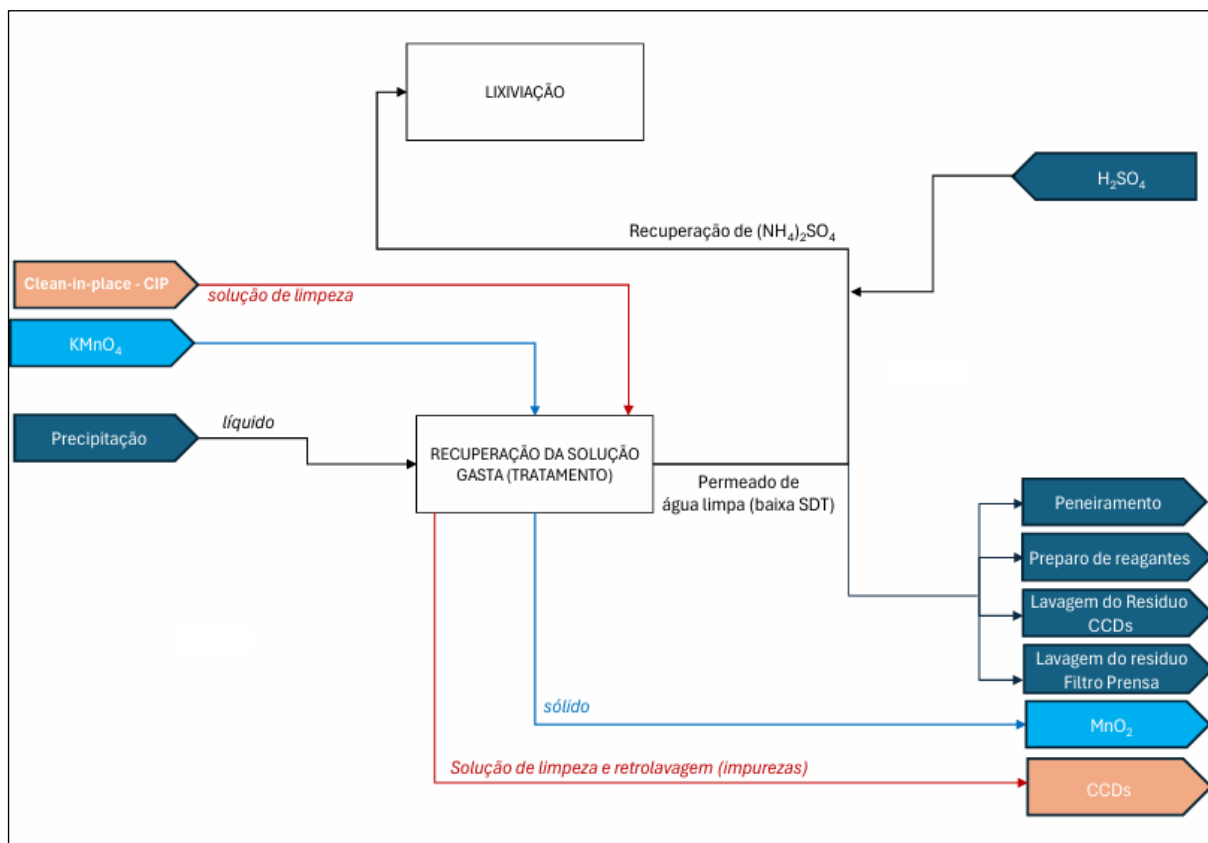 LIXIVIAÇÃO
H₂SO₄
Recuperação de (NH₄)₂SO₄
Clean-in-place - CIP
solução de limpeza
KMnO₄
Precipitação
líquido
RECUPERAÇÃO DA SOLUÇÃO
GASTA (TRATAMENTO)
Permeado de
água limpa (baixa SDT)
Peneiramento
Preparo de reagantes
Lavagem do Residuo
CCDs
Lavagem do residuo
Filtro Prensa
sólido
MnO₂
Solução de limpeza e retrolavagem (impurezas)
CCDs